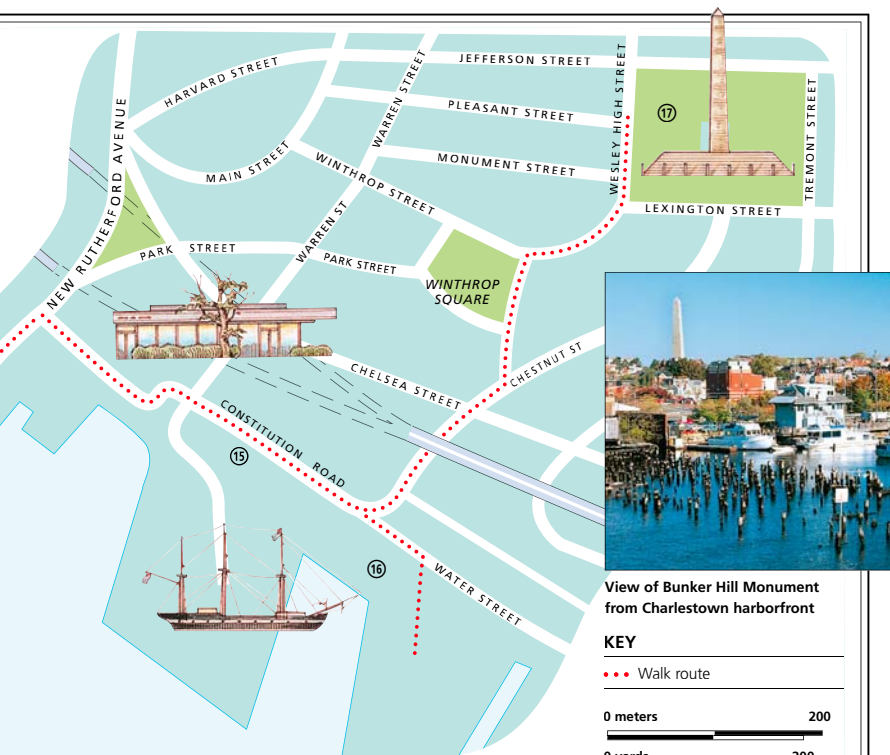 JEFFERSON STREET
HARVARD STREET
WARREN STREET
WESLEY HIGH STREET
TREMONT STREET
NEW RUTHERFORD AVENUE
PLEASANT STREET
17
MAIN STREET
WINTHROP STREET
MONUMENT STREET
LEXINGTON STREET
WARREN ST
PARK STREET
PARK STREET
WINTHROP
SQUARE
CHELSEA STREET
CHESTNUT ST
CONSTITUTION ROAD
15
16
WATER STREET
View of Bunker Hill Monument
from Charlestown harborfront
KEY
Walk route
0 meters 200
0 yards 200